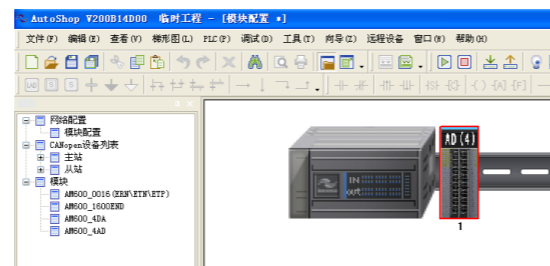 AutoShop V200B14D00 临时工程 - [模块配置 *]
文件(F) 编辑(E) 查看(V) 梯形图(L) PLC(P) 调试(D) 工具(T) 向导(Z) 远程设备 窗口(W) 帮助(H)
网络配置
模块配置
CANopen设备列表
主站
从站
模块
AM600_0016(ERN\ETN\ETP)
AM600_1600END
AM600_4DA
AM600_4AD
AD(4)
IN
OUT
1